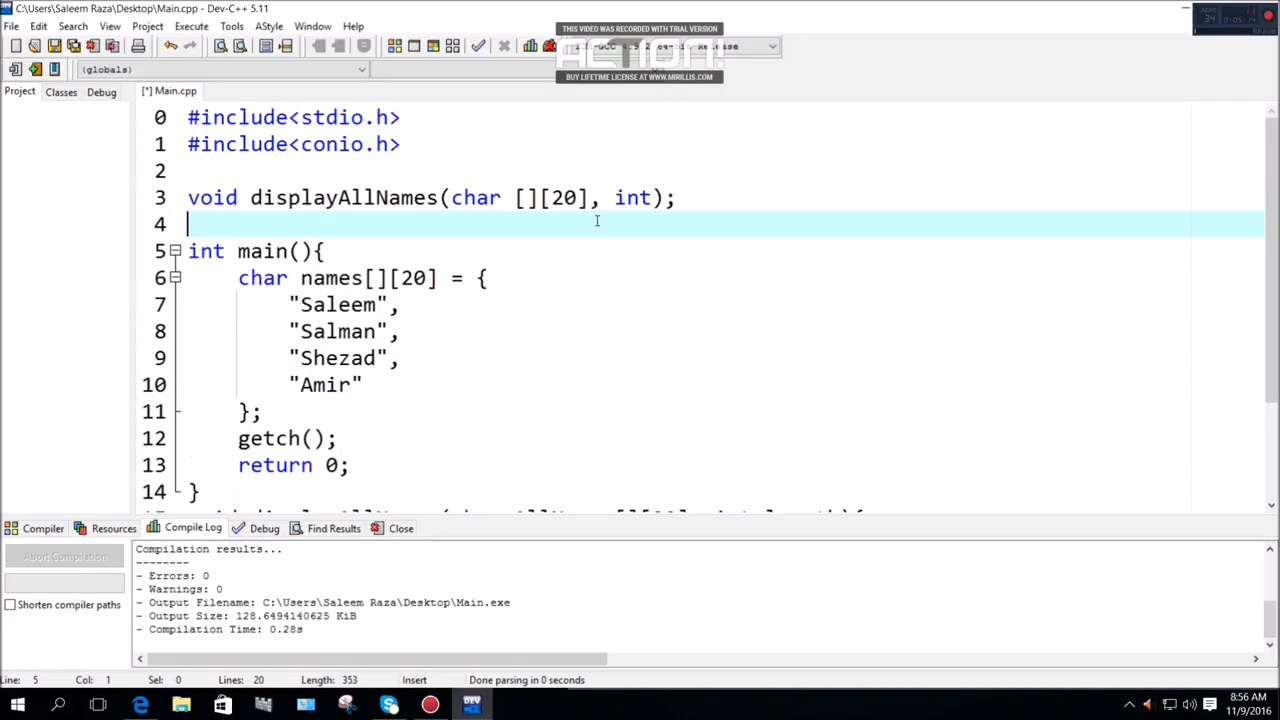 C:\Users\Saleem Raza\Desktop\Main.cpp - Dev-C++ 5.11
File Edit Search View Project Execute Tools AStyle Window Help
THIS VIDEO WAS RECORDED WITH TRIAL VERSION
ACTION!
BUY LIFETIME LICENSE AT WWW.MIRILLIS.COM
64-bit Release
34
(globals)
Project Classes Debug
[*] Main.cpp
0 #include<stdio.h>
1 #include<conio.h>
2
3 void displayAllNames(char [][20], int);
4
5 int main(){
6 char names[][20] = {
7 "Saleem",
8 "Salman",
9 "Shezad",
10 "Amir"
11 };
12 getch();
13 return 0;
14 }
Compiler Resources Compile Log Debug Find Results Close
Abort Compilation
Shorten compiler paths
Compilation results...
--------
- Errors: 0
- Warnings: 0
- Output Filename: C:\Users\Saleem Raza\Desktop\Main.exe
- Output Size: 128.6494140625 KiB
- Compilation Time: 0.28s
Line: 5 Col: 1 Sel: 0 Lines: 20 Length: 353 Insert Done parsing in 0 seconds
DEV
8:56 AM
11/9/2016